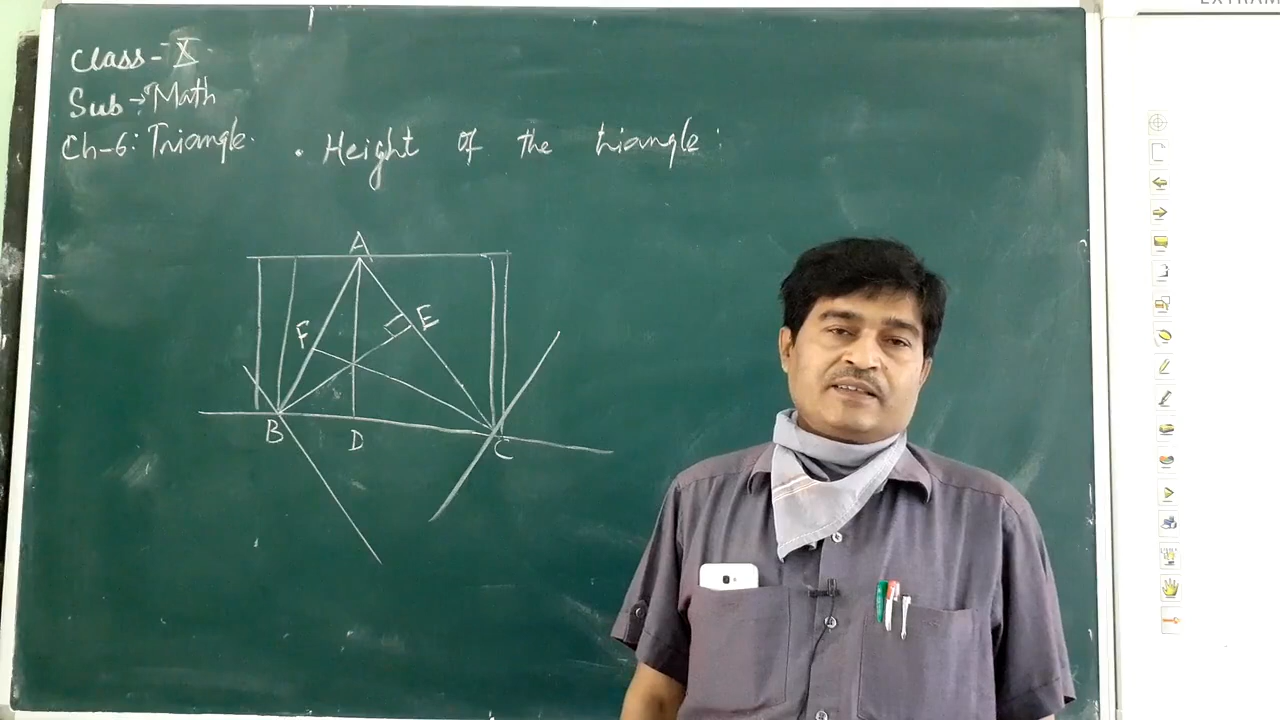 Class - X
Sub → Math
Ch-6: Triangle.
. Height of the triangle:
A
F
E
B
D
C